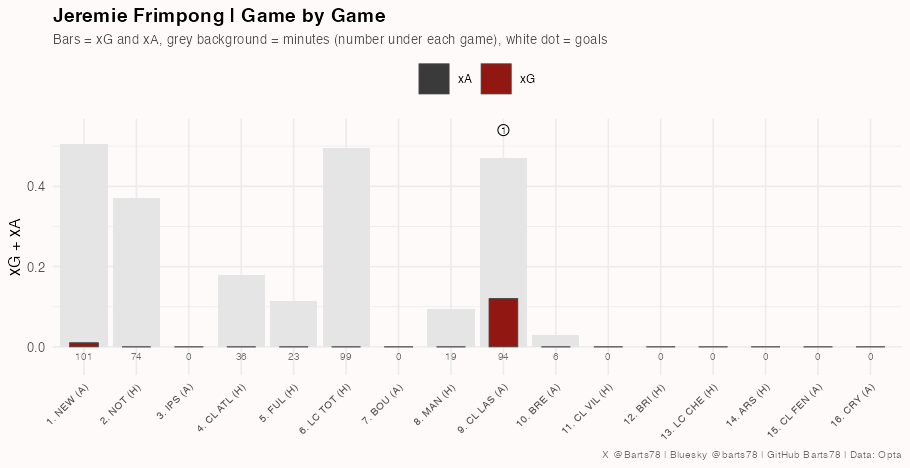 Jeremie Frimpong | Game by Game
Bars = xG and xA, grey background = minutes (number under each game), white dot = goals
xA xG
1
xG + xA
0.4
0.2
0.0
101 74 0 36 23 99 0 19 94 6 0 0 0 0 0 0
1. NEW (A) 2. NOT (H) 3. IPS (A) 4. CL ATL (H) 5. FUL (H) 6. LC TOT (H) 7. BOU (A) 8. MAN (H) 9. CL LAS (A) 10. BRE (A) 11. CL VIL (H) 12. BRI (H) 13. LC CHE (H) 14. ARS (H) 15. CL FEN (A) 16. CRY (A)
X @Barts78 | Bluesky @barts78 | GitHub Barts78 | Data: Opta